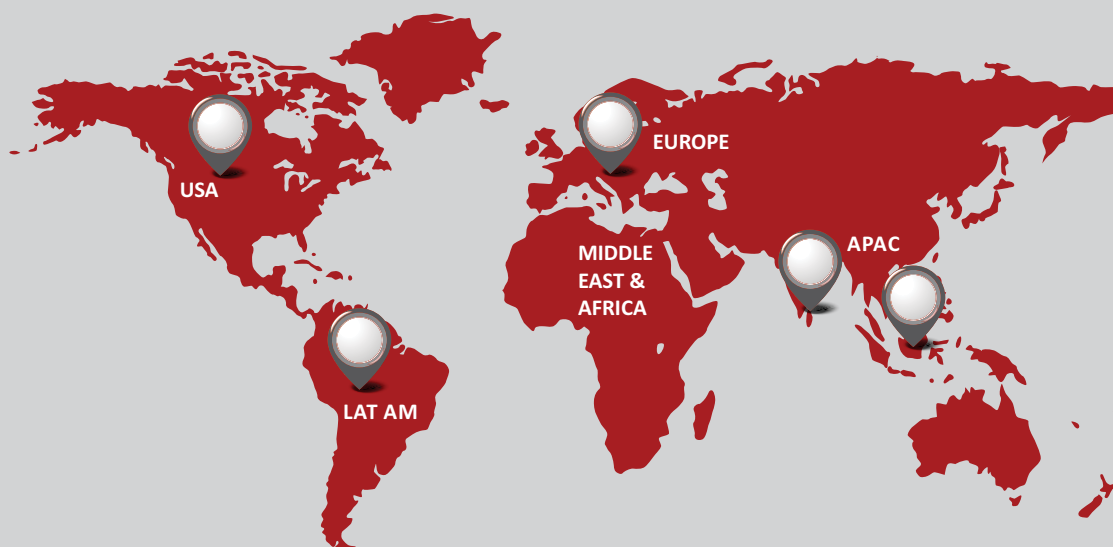 USA
EUROPE
MIDDLE
EAST &
AFRICA
APAC
LAT AM